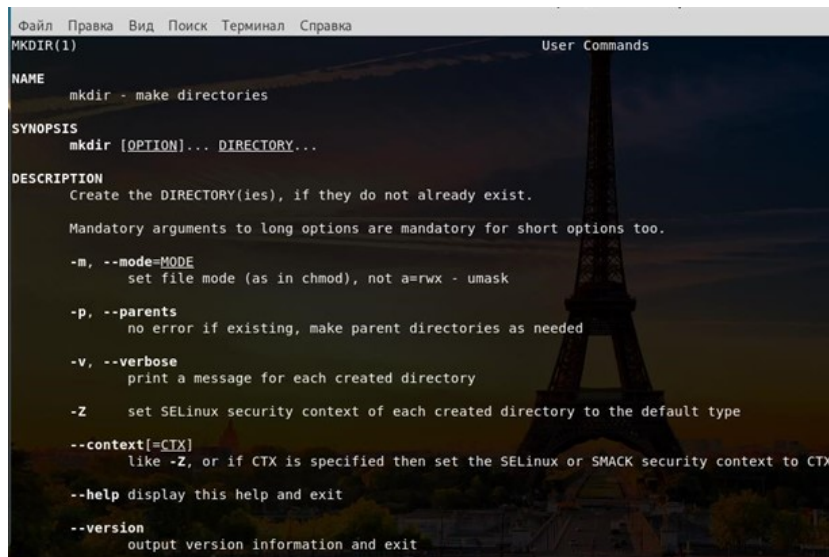 Файл Правка Вид Поиск Терминал Справка
MKDIR(1) User Commands
NAME
mkdir - make directories
SYNOPSIS
mkdir [OPTION]... DIRECTORY...
DESCRIPTION
Create the DIRECTORY(ies), if they do not already exist.
Mandatory arguments to long options are mandatory for short options too.
-m, --mode=MODE
set file mode (as in chmod), not a=rwx - umask
-p, --parents
no error if existing, make parent directories as needed
-v, --verbose
print a message for each created directory
-Z set SELinux security context of each created directory to the default type
--context[=CTX]
like -Z, or if CTX is specified then set the SELinux or SMACK security context to CTX
--help display this help and exit
--version
output version information and exit